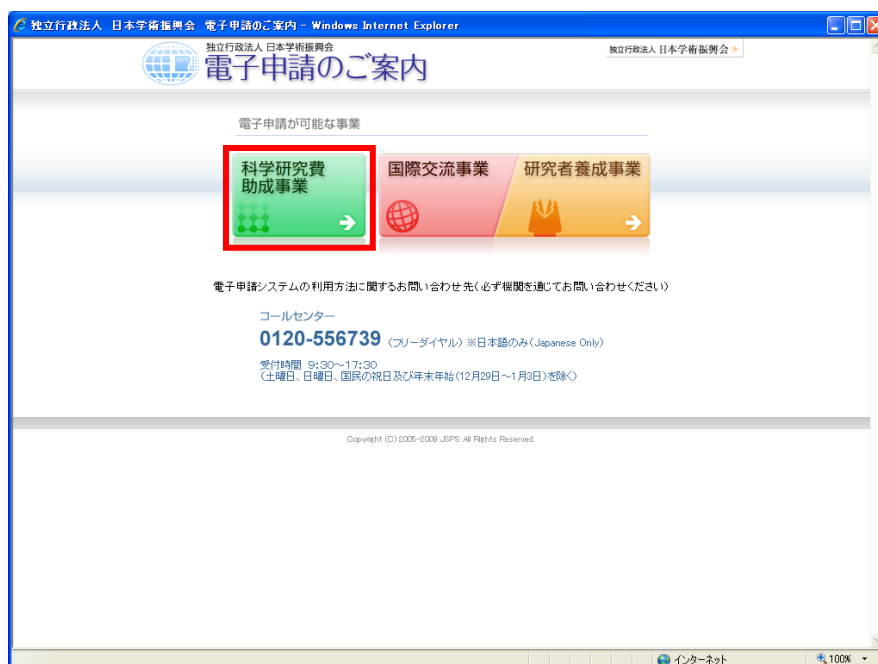 独立行政法人 日本学術振興会 電子申請のご案内 - Windows Internet Explorer
独立行政法人 日本学術振興会
電子申請のご案内
独立行政法人 日本学術振興会
電子申請が可能な事業
科学研究費
助成事業
国際交流事業
研究者養成事業
電子申請システムの利用方法に関するお問い合わせ先(必ず機関を通じてお問い合わせください)
コールセンター
0120-556739 (フリーダイヤル) ※日本語のみ(Japanese Only)
受付時間 9:30~17:30
(土曜日、日曜日、国民の祝日及び年末年始(12月29日~1月3日)を除く)
Copyright (C) 2005-2009 JSPS All Rights Reserved.
インターネット
100%